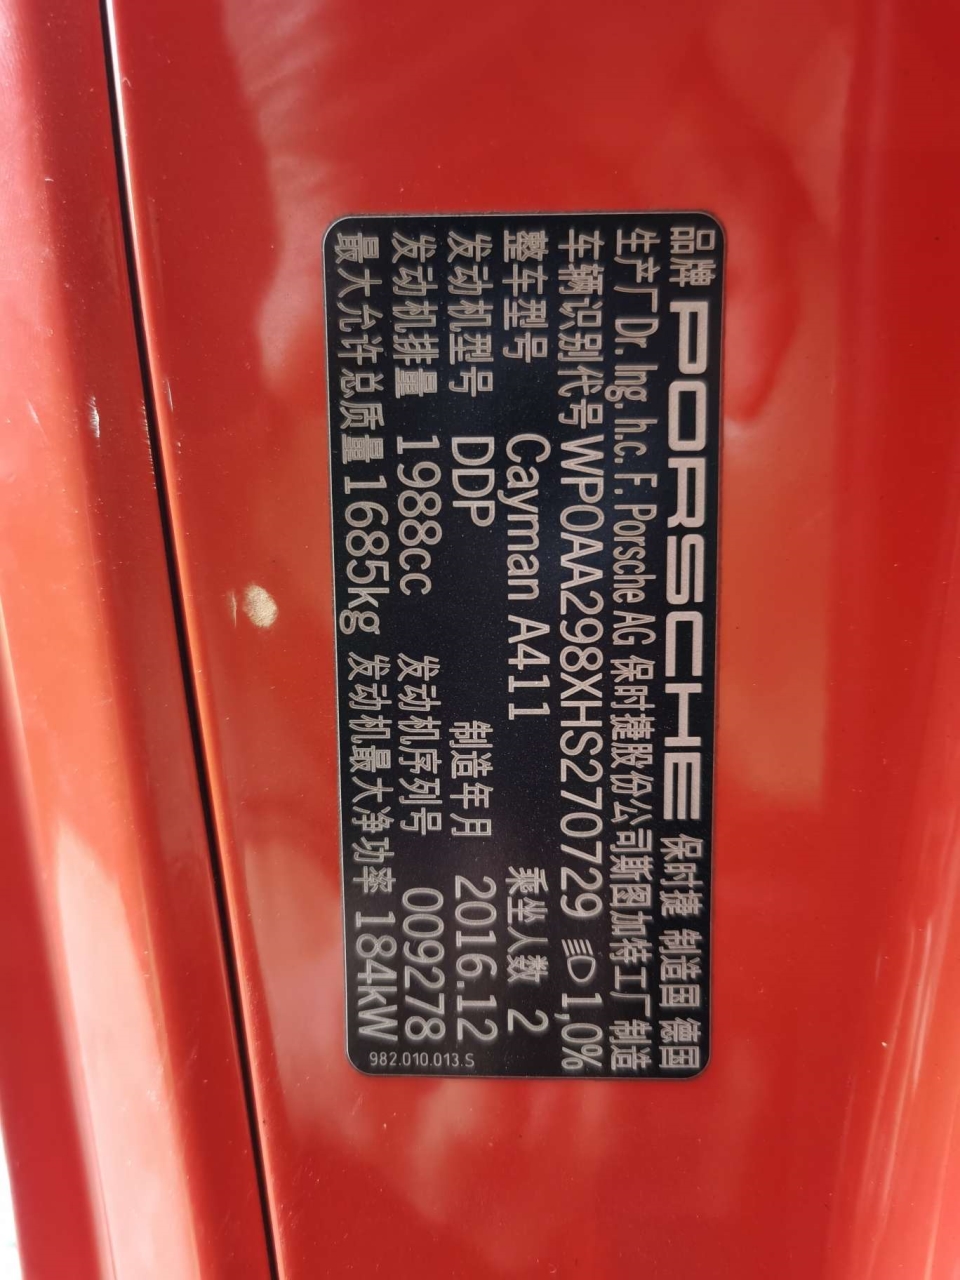 品牌 PORSCHE 保时捷 制造国 德国
生产厂 Dr. Ing. h.c. F. Porsche AG 保时捷股份公司斯图加特工厂制造
车辆识别代号 WP0AA298XHS270729 1,0%
整车型号 Cayman A411 乘坐人数 2
发动机型号 DDP 制造年月 2016.12
发动机排量 1988cc 发动机序列号 009278
最大允许总质量 1685kg 发动机最大净功率 184kW
982.010.013.S